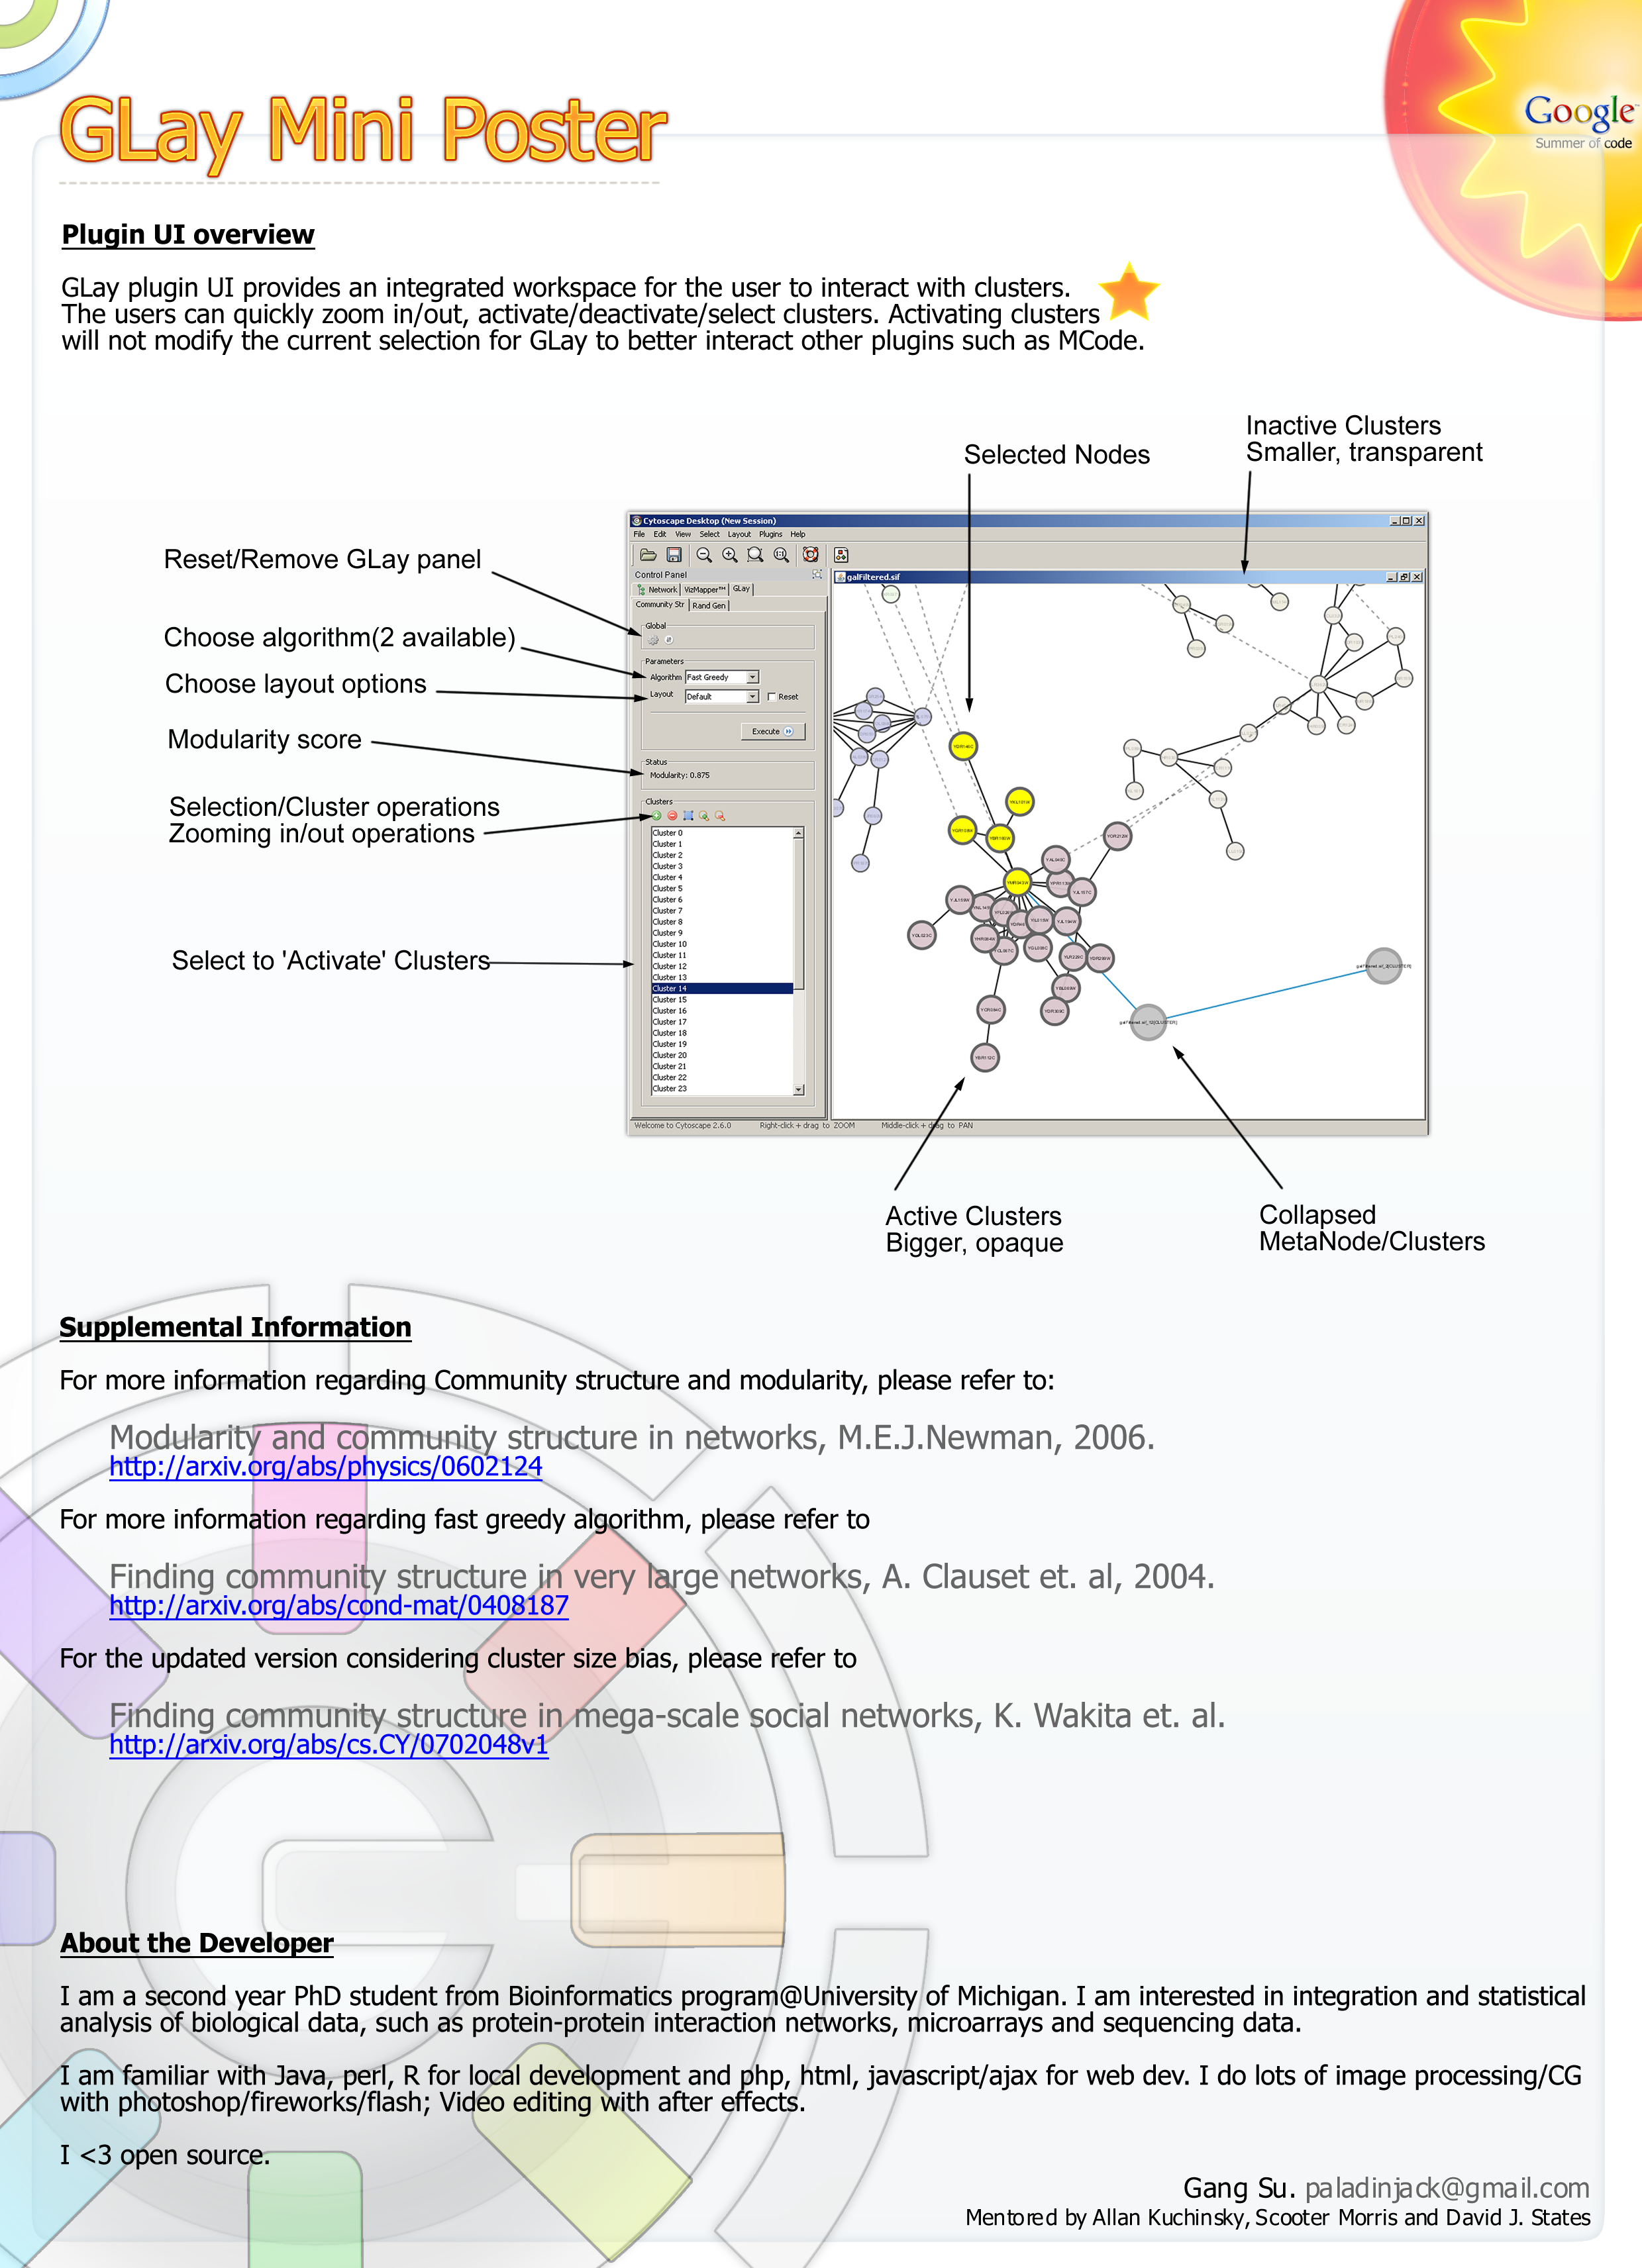 GLay Mini Poster
Google™
Summer of code
Plugin UI overview
GLay plugin UI provides an integrated workspace for the user to interact with clusters.
The users can quickly zoom in/out, activate/deactivate/select clusters. Activating clusters
will not modify the current selection for GLay to better interact other plugins such as MCode.
Inactive Clusters
Smaller, transparent
Selected Nodes
Reset/Remove GLay panel
Choose algorithm(2 available)
Choose layout options
Modularity score
Selection/Cluster operations
Zooming in/out operations
Select to 'Activate' Clusters
Cytoscape Desktop (New Session)
File Edit View Select Layout Plugins Help
Control Panel
Network VizMapper™ GLay
Community Str Rand Gen
Global
Parameters
Algorithm Fast Greedy
Layout Default Reset
Execute
Status
Modularity: 0.875
Clusters
Cluster 0
Cluster 1
Cluster 2
Cluster 3
Cluster 4
Cluster 5
Cluster 6
Cluster 7
Cluster 8
Cluster 9
Cluster 10
Cluster 11
Cluster 12
Cluster 13
Cluster 14
Cluster 15
Cluster 16
Cluster 17
Cluster 18
Cluster 19
Cluster 20
Cluster 21
Cluster 22
Cluster 23
galFiltered.sif
Welcome to Cytoscape 2.6.0 Right-click + drag to ZOOM Middle-click + drag to PAN
Active Clusters
Bigger, opaque
Collapsed
MetaNode/Clusters
Supplemental Information
For more information regarding Community structure and modularity, please refer to:
Modularity and community structure in networks, M.E.J.Newman, 2006.
http://arxiv.org/abs/physics/0602124
For more information regarding fast greedy algorithm, please refer to
Finding community structure in very large networks, A. Clauset et. al, 2004.
http://arxiv.org/abs/cond-mat/0408187
For the updated version considering cluster size bias, please refer to
Finding community structure in mega-scale social networks, K. Wakita et. al.
http://arxiv.org/abs/cs.CY/0702048v1
About the Developer
I am a second year PhD student from Bioinformatics program@University of Michigan. I am interested in integration and statistical
analysis of biological data, such as protein-protein interaction networks, microarrays and sequencing data.
I am familiar with Java, perl, R for local development and php, html, javascript/ajax for web dev. I do lots of image processing/CG
with photoshop/fireworks/flash; Video editing with after effects.
I <3 open source.
Gang Su. paladinjack@gmail.com
Mentored by Allan Kuchinsky, Scooter Morris and David J. States